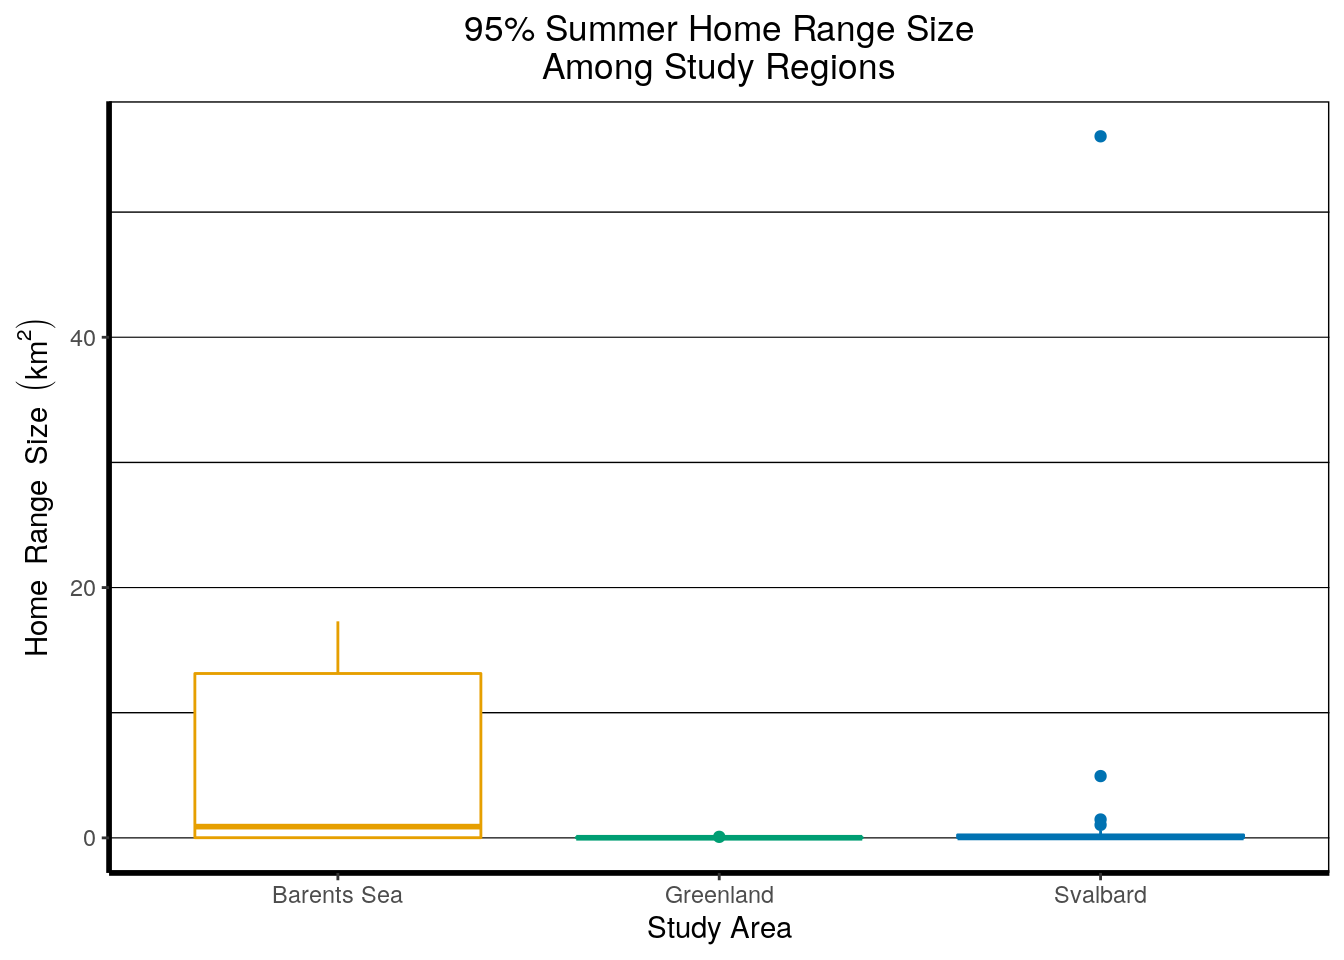 95% Summer Home Range Size
Among Study Regions
Home Range Size (km²)
40
20
0
Barents Sea
Greenland
Svalbard
Study Area